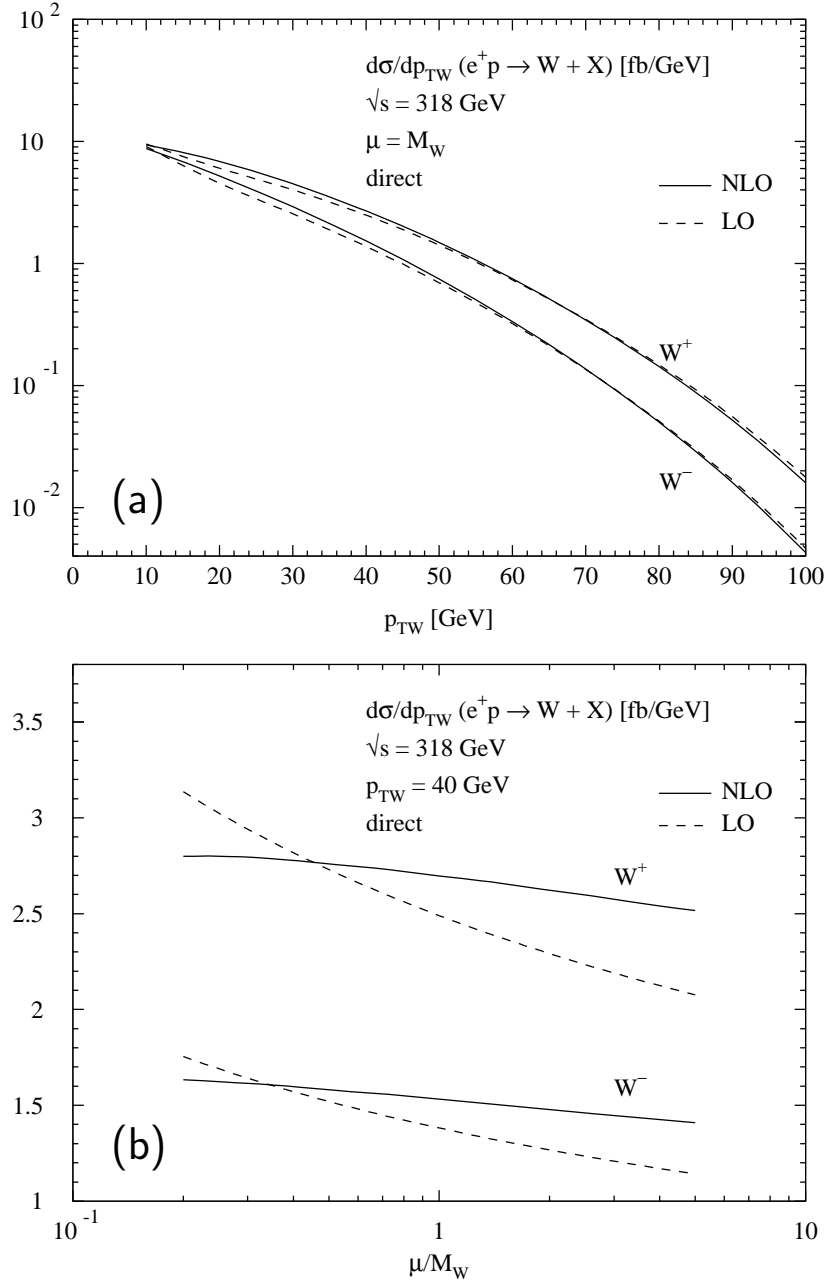 10^2
10
1
10^-1
10^-2
dσ/dp_TW (e^+p → W + X) [fb/GeV]
√s = 318 GeV
μ = M_W
direct
NLO
LO
W^+
W^−
(a)
0 10 20 30 40 50 60 70 80 90 100
p_TW [GeV]
3.5
3
2.5
2
1.5
1
dσ/dp_TW (e^+p → W + X) [fb/GeV]
√s = 318 GeV
p_TW = 40 GeV
direct
NLO
LO
W^+
W^−
(b)
10^-1 1 10
μ/M_W